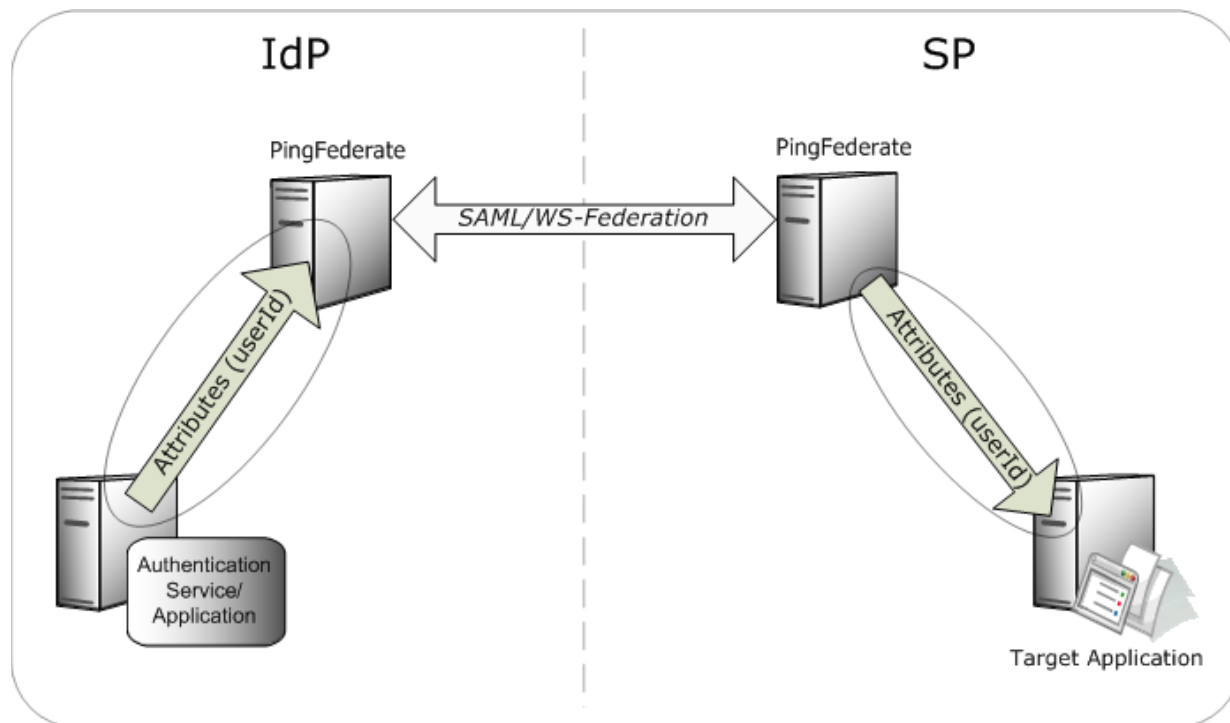 IdP
SP
PingFederate
PingFederate
SAML/WS-Federation
Attributes (userId)
Attributes (userId)
Authentication
Service/
Application
Target Application